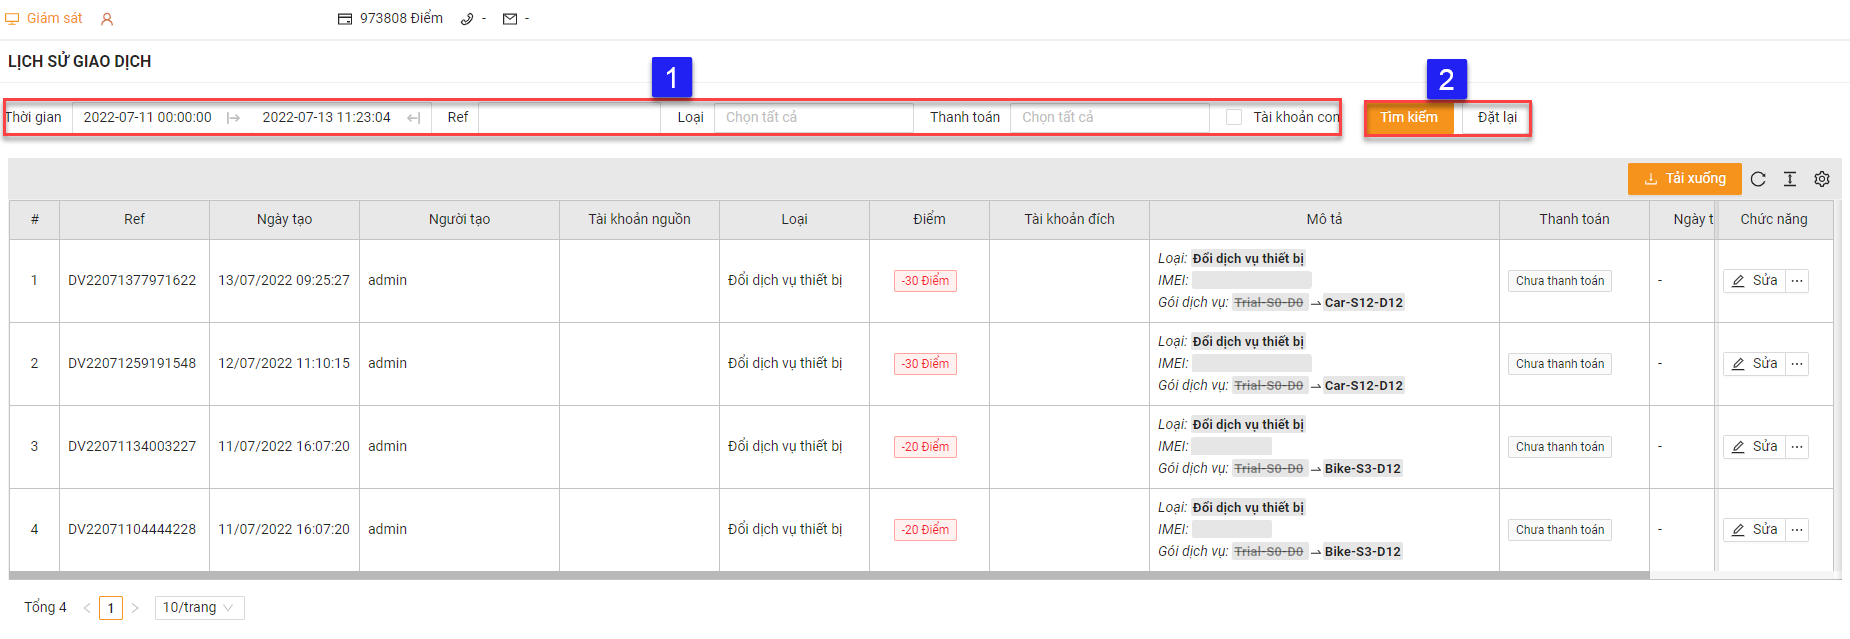 Giám sát 973808 Điểm - -
LỊCH SỬ GIAO DỊCH
1
2
Thời gian 2022-07-11 00:00:00 2022-07-13 11:23:04 Ref Loại Chọn tất cả Thanh toán Chọn tất cả Tài khoản con Tìm kiếm Đặt lại
Tải xuống
# Ref Ngày tạo Người tạo Tài khoản nguồn Loại Điểm Tài khoản đích Mô tả Thanh toán Ngày t Chức năng
Loại: Đổi dịch vụ thiết bị
1 DV22071377971622 13/07/2022 09:25:27 admin Đổi dịch vụ thiết bị -30 Điểm IMEI: Chưa thanh toán - Sửa ...
Gói dịch vụ: Trial-S0-D0 → Car-S12-D12
Loại: Đổi dịch vụ thiết bị
2 DV22071259191548 12/07/2022 11:10:15 admin Đổi dịch vụ thiết bị -30 Điểm IMEI: Chưa thanh toán - Sửa ...
Gói dịch vụ: Trial-S0-D0 → Car-S12-D12
Loại: Đổi dịch vụ thiết bị
3 DV22071134003227 11/07/2022 16:07:20 admin Đổi dịch vụ thiết bị -20 Điểm IMEI: Chưa thanh toán - Sửa ...
Gói dịch vụ: Trial-S0-D0 → Bike-S3-D12
Loại: Đổi dịch vụ thiết bị
4 DV22071104444228 11/07/2022 16:07:20 admin Đổi dịch vụ thiết bị -20 Điểm IMEI: Chưa thanh toán - Sửa ...
Gói dịch vụ: Trial-S0-D0 → Bike-S3-D12
Tổng 4 < 1 > 10/trang